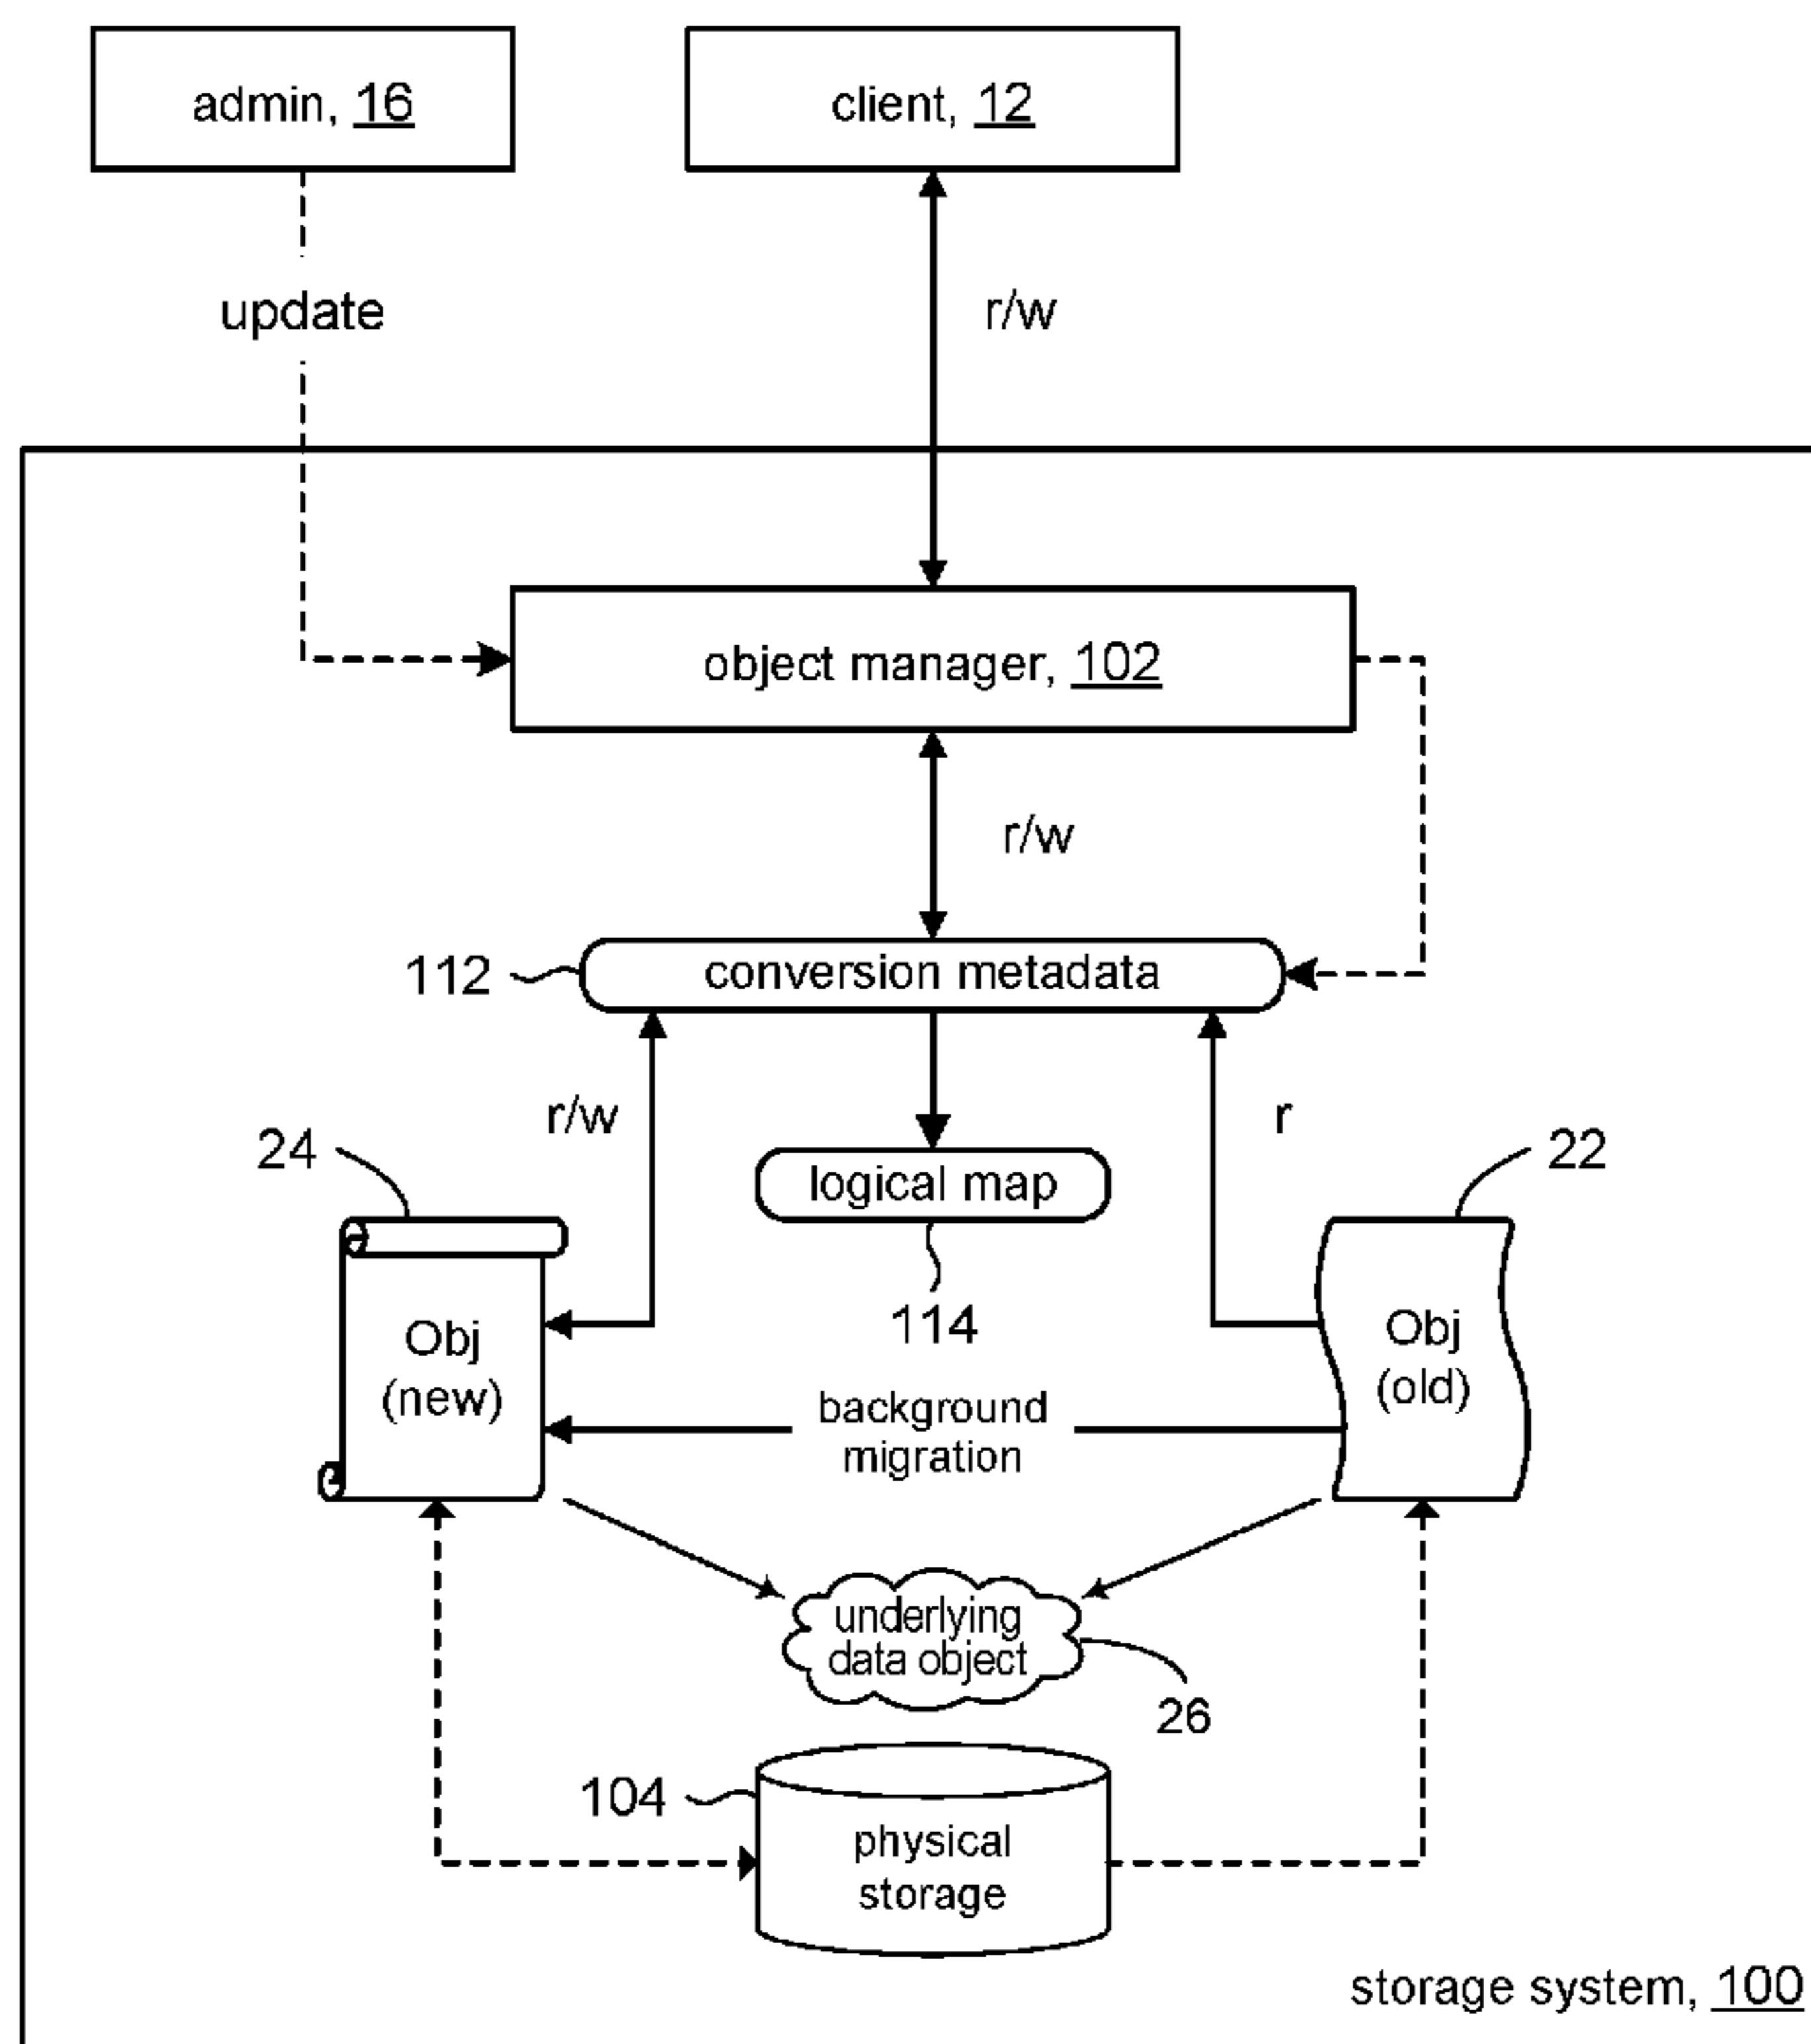 admin, 16
client, 12
update
r/w
object manager, 102
r/w
112
conversion metadata
r/w
r
24
logical map
22
114
Obj
(new)
Obj
(old)
background
migration
underlying
data object
26
104
physical
storage
storage system, 100